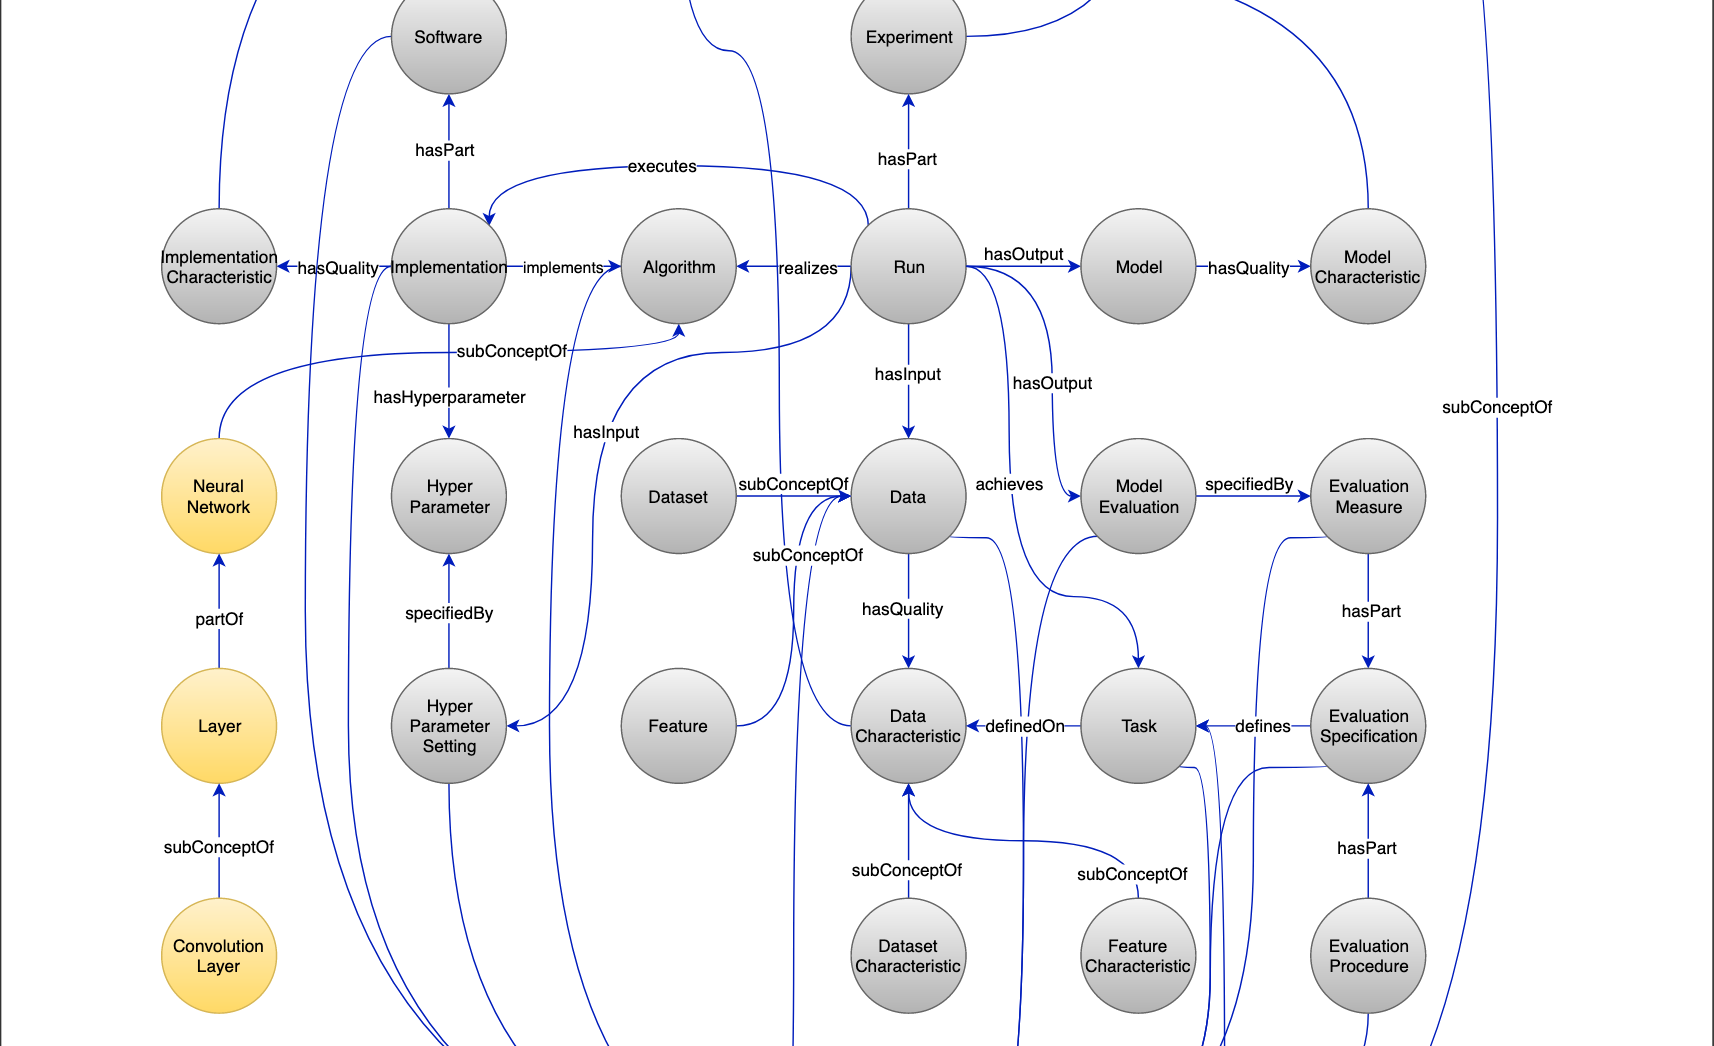 Software
Experiment
hasPart
hasPart
executes
Implementation
Characteristic
hasQuality
Implementation
implements
Algorithm
realizes
Run
hasOutput
Model
hasQuality
Model
Characteristic
subConceptOf
hasHyperparameter
hasInput
hasOutput
subConceptOf
hasInput
Neural
Network
Hyper
Parameter
Dataset
subConceptOf
Data
achieves
Model
Evaluation
specifiedBy
Evaluation
Measure
subConceptOf
partOf
specifiedBy
hasQuality
hasPart
Layer
Hyper
Parameter
Setting
Feature
Data
Characteristic
definedOn
Task
defines
Evaluation
Specification
subConceptOf
subConceptOf
subConceptOf
hasPart
Convolution
Layer
Dataset
Characteristic
Feature
Characteristic
Evaluation
Procedure